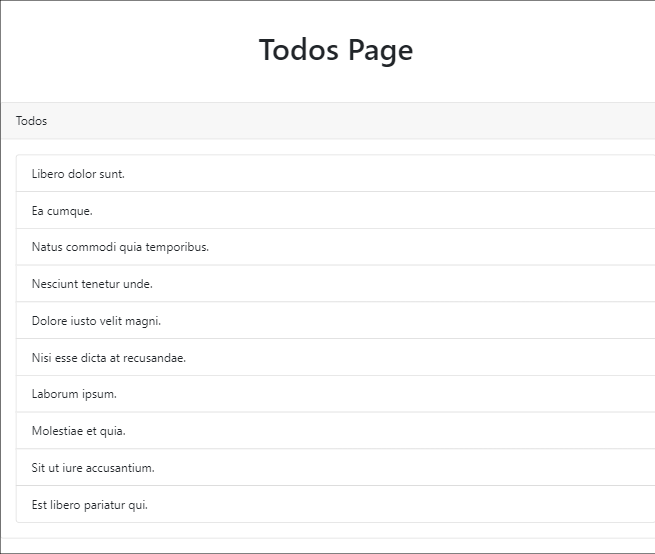 Todos Page
Todos
Libero dolor sunt.
Ea cumque.
Natus commodi quia temporibus.
Nesciunt tenetur unde.
Dolore iusto velit magni.
Nisi esse dicta at recusandae.
Laborum ipsum.
Molestiae et quia.
Sit ut iure accusantium.
Est libero pariatur qui.